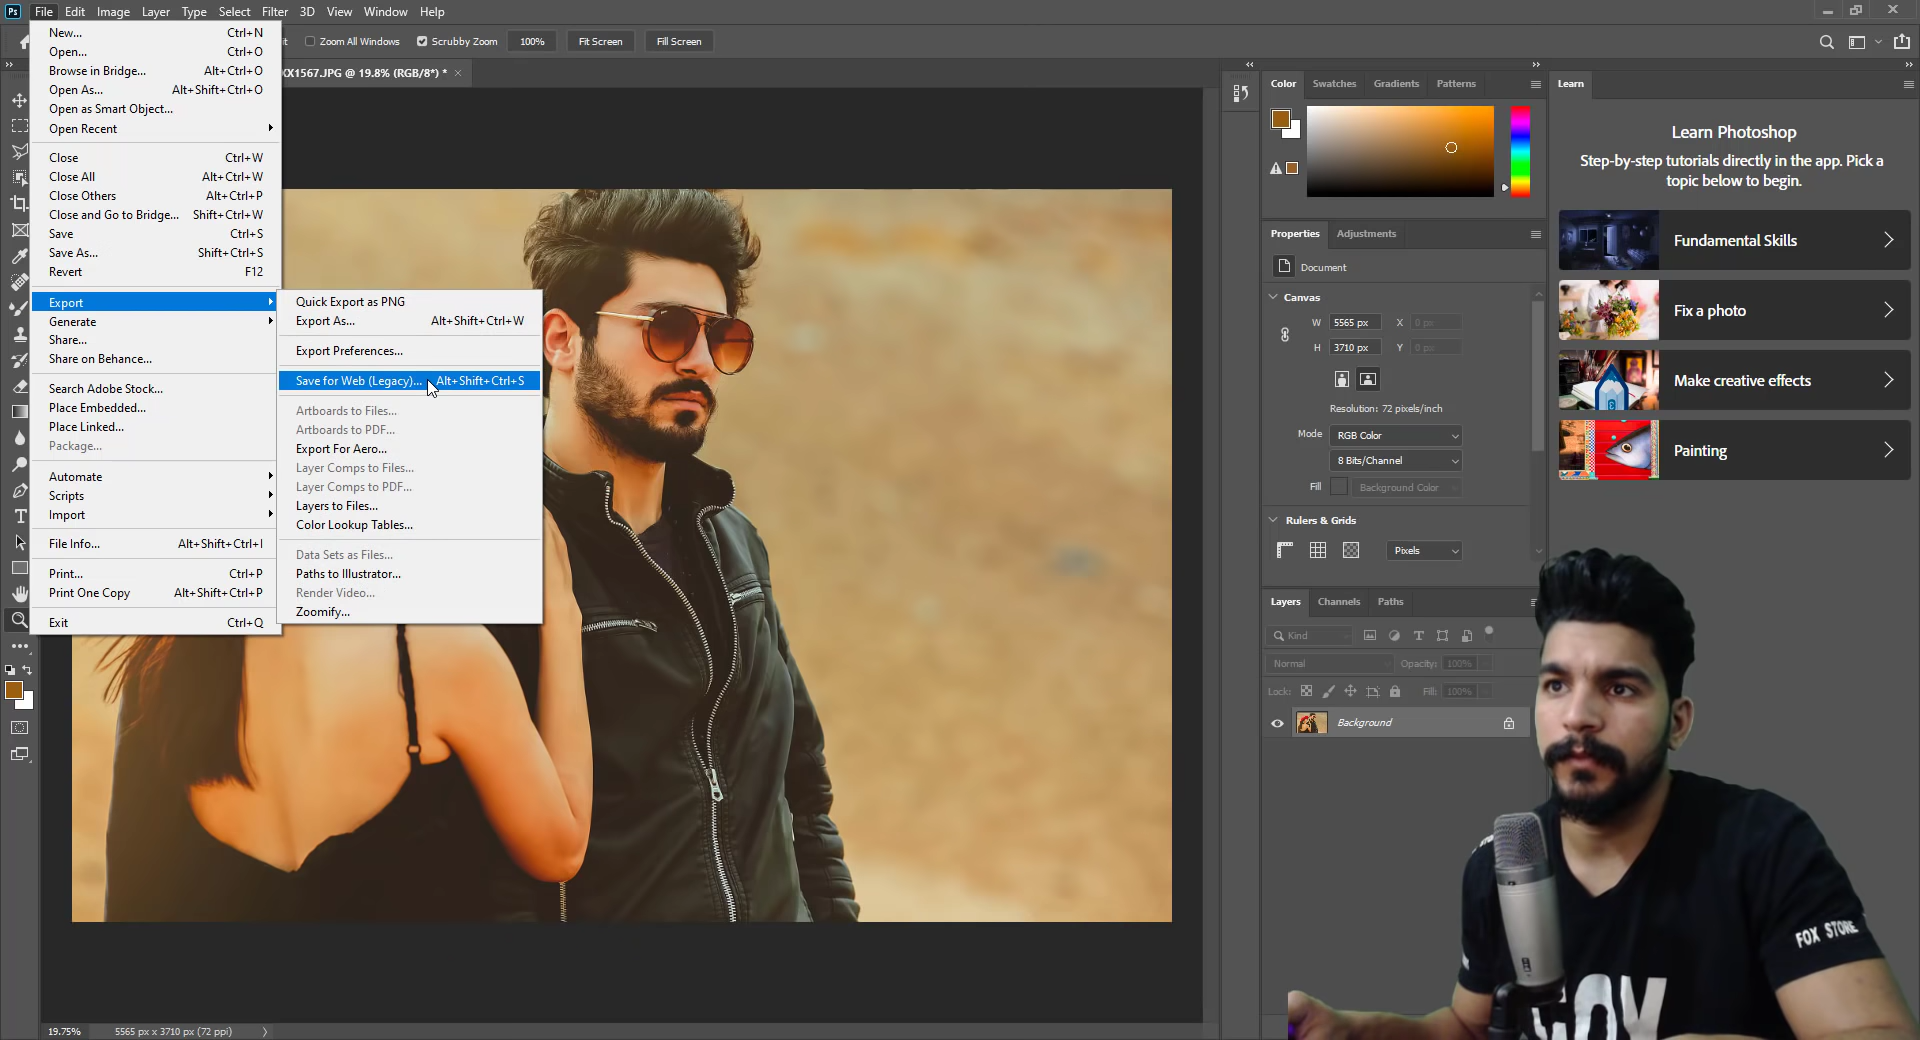 Ps File Edit Image Layer Type Select Filter 3D View Window Help
Zoom All Windows Scrubby Zoom 100% Fit Screen Fill Screen
X1567.JPG @ 19.8% (RGB/8*) *
New... Ctrl+N
Open... Ctrl+O
Browse in Bridge... Alt+Ctrl+O
Open As... Alt+Shift+Ctrl+O
Open as Smart Object...
Open Recent
Close Ctrl+W
Close All Alt+Ctrl+W
Close Others Alt+Ctrl+P
Close and Go to Bridge... Shift+Ctrl+W
Save Ctrl+S
Save As... Shift+Ctrl+S
Revert F12
Export
Generate
Share...
Share on Behance...
Search Adobe Stock...
Place Embedded...
Place Linked...
Package...
Automate
Scripts
Import
File Info... Alt+Shift+Ctrl+I
Print... Ctrl+P
Print One Copy Alt+Shift+Ctrl+P
Exit Ctrl+Q
Quick Export as PNG
Export As... Alt+Shift+Ctrl+W
Export Preferences...
Save for Web (Legacy)... Alt+Shift+Ctrl+S
Artboards to Files...
Artboards to PDF...
Export For Aero...
Layer Comps to Files...
Layer Comps to PDF...
Layers to Files...
Color Lookup Tables...
Data Sets as Files...
Paths to Illustrator...
Render Video...
Zoomify...
Color Swatches Gradients Patterns
Properties Adjustments
Document
Canvas
W 5565 px X 0 px
H 3710 px Y 0 px
Resolution: 72 pixels/inch
Mode RGB Color
8 Bits/Channel
Fill Background Color
Rulers & Grids
Pixels
Layers Channels Paths
Kind
Normal Opacity: 100%
Lock: Fill: 100%
Background
Learn
Learn Photoshop
Step-by-step tutorials directly in the app. Pick a
topic below to begin.
Fundamental Skills
Fix a photo
Make creative effects
Painting
FOX STORE
19.75% 5565 px x 3710 px (72 ppi)